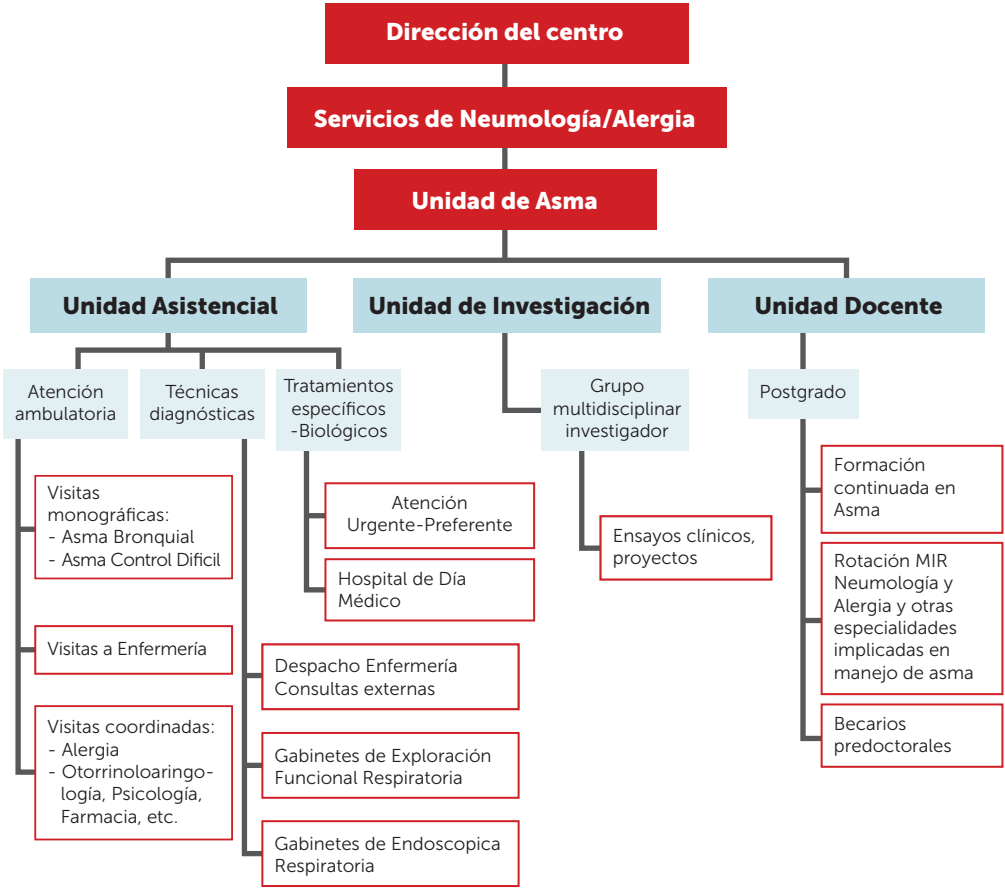 Dirección del centro
Servicios de Neumología/Alergia
Unidad de Asma
Unidad Asistencial
Unidad de Investigación
Unidad Docente
Atención
ambulatoria
Técnicas
diagnósticas
Tratamientos
específicos
-Biológicos
Grupo
multidisciplinar
investigador
Postgrado
Visitas
monográficas:
- Asma Bronquial
- Asma Control Dificil
Visitas a Enfermería
Visitas coordinadas:
- Alergia
- Otorrinoloaringo-
logía, Psicología,
Farmacia, etc.
Atención
Urgente-Preferente
Hospital de Día
Médico
Despacho Enfermería
Consultas externas
Gabinetes de Exploración
Funcional Respiratoria
Gabinetes de Endoscopica
Respiratoria
Ensayos clínicos,
proyectos
Formación
continuada en
Asma
Rotación MIR
Neumología y
Alergia y otras
especialidades
implicadas en
manejo de asma
Becarios
predoctorales